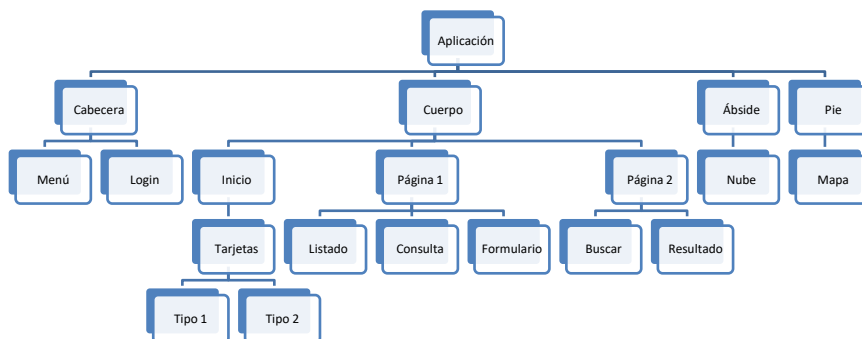 Aplicación
Cabecera
Cuerpo
Ábside
Pie
Menú
Login
Inicio
Página 1
Página 2
Nube
Mapa
Tarjetas
Listado
Consulta
Formulario
Buscar
Resultado
Tipo 1
Tipo 2